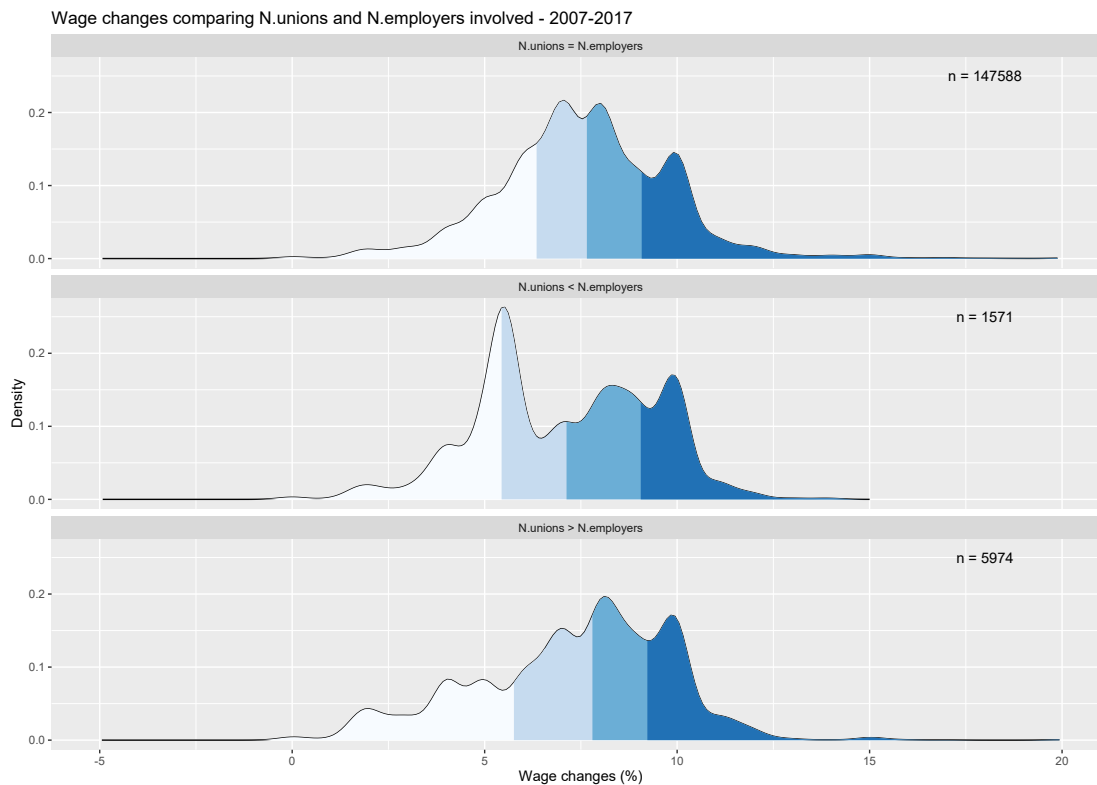 Wage changes comparing N.unions and N.employers involved - 2007-2017
N.unions = N.employers
n = 147588
0.2
0.1
0.0
N.unions < N.employers
n = 1571
0.2
0.1
0.0
Density
N.unions > N.employers
n = 5974
0.2
0.1
0.0
-5 0 5 10 15 20
Wage changes (%)